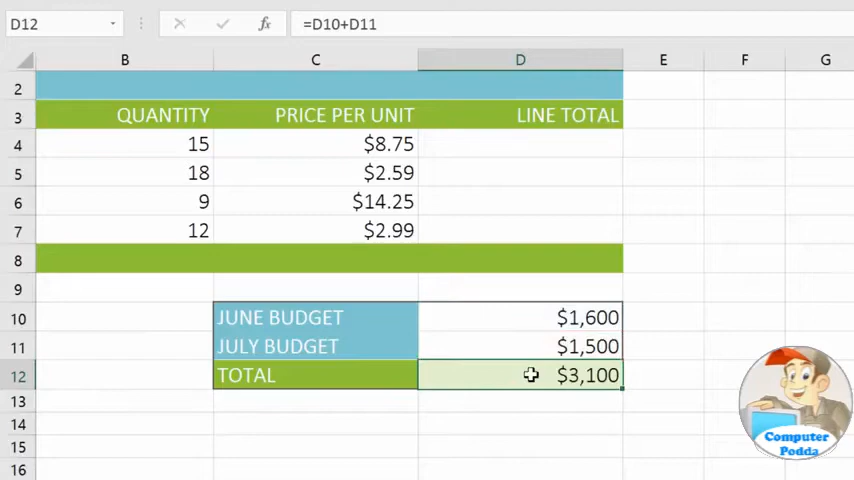 D12 fx =D10+D11
B C D E F G
2
3 QUANTITY PRICE PER UNIT LINE TOTAL
4 15 $8.75
5 18 $2.59
6 9 $14.25
7 12 $2.99
8
9
10 JUNE BUDGET $1,600
11 JULY BUDGET $1,500
12 TOTAL $3,100
13
14
15
16
Computer
Podda